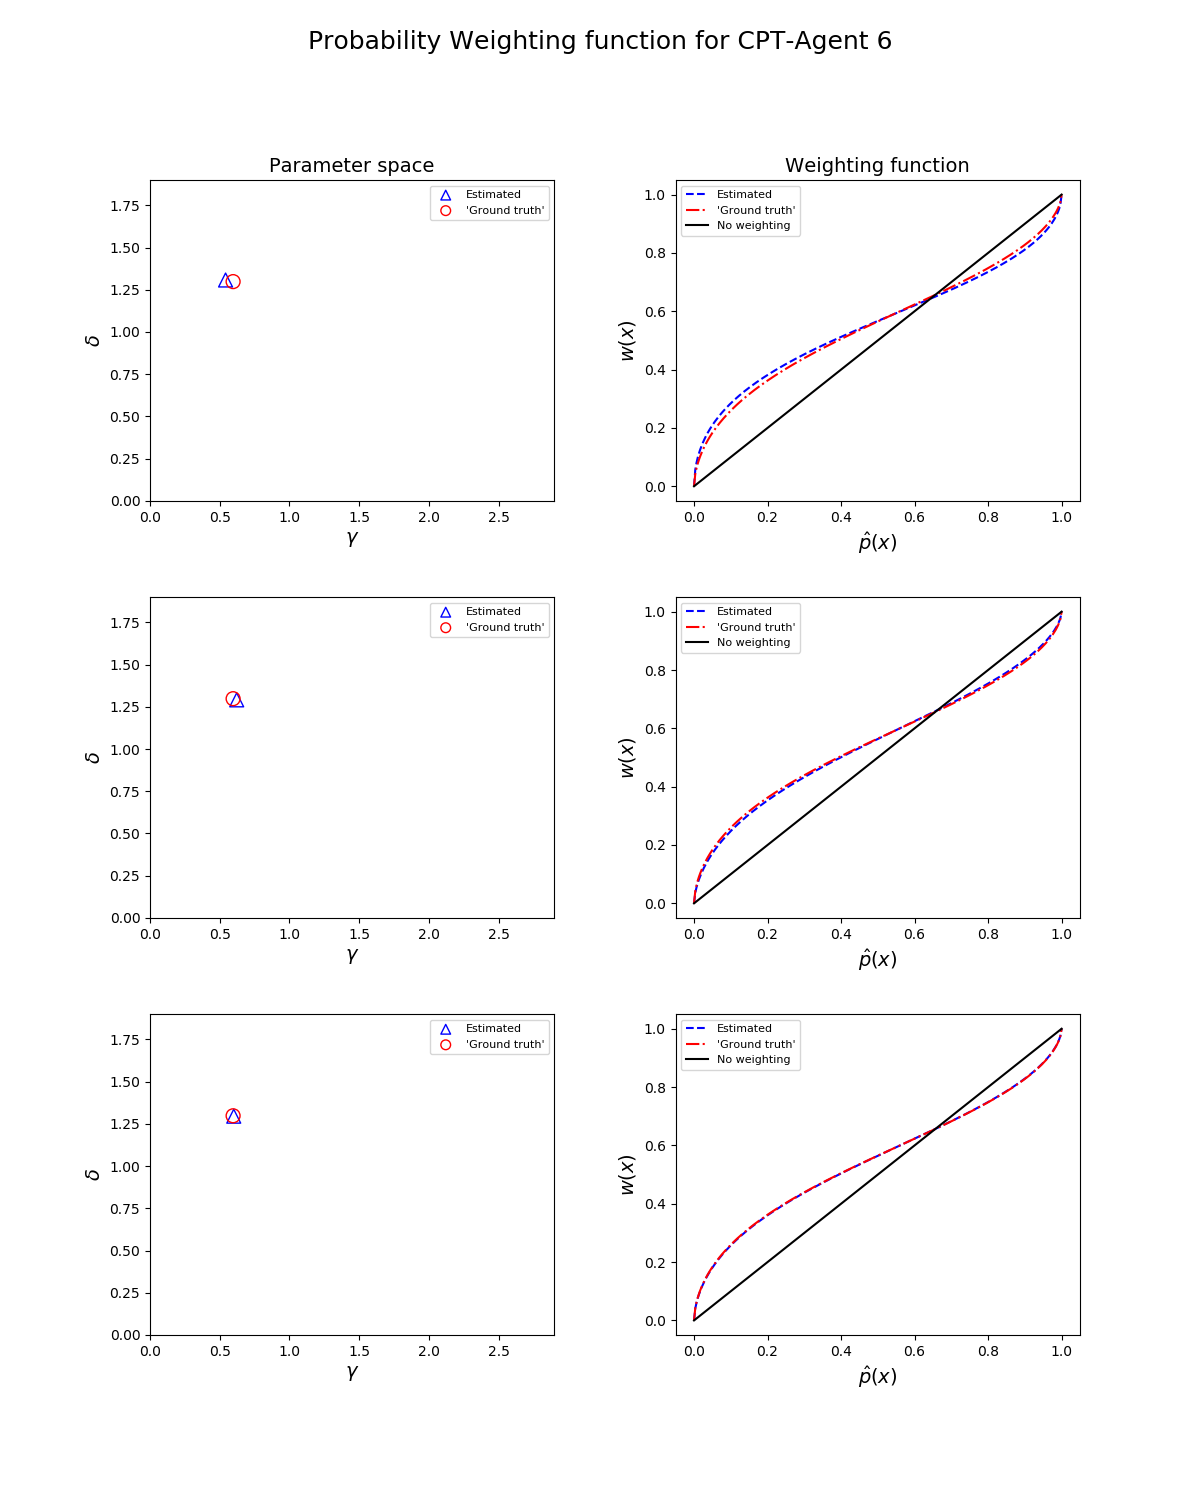 Probability Weighting function for CPT-Agent 6
Parameter space
Estimated
'Ground truth'
1.75
1.50
1.25
1.00
0.75
0.50
0.25
0.00
δ
0.0 0.5 1.0 1.5 2.0 2.5
γ
Weighting function
Estimated
'Ground truth'
No weighting
1.0
0.8
0.6
0.4
0.2
0.0
w(x)
0.0 0.2 0.4 0.6 0.8 1.0
p̂(x)
Estimated
'Ground truth'
1.75
1.50
1.25
1.00
0.75
0.50
0.25
0.00
δ
0.0 0.5 1.0 1.5 2.0 2.5
γ
Estimated
'Ground truth'
No weighting
1.0
0.8
0.6
0.4
0.2
0.0
w(x)
0.0 0.2 0.4 0.6 0.8 1.0
p̂(x)
Estimated
'Ground truth'
1.75
1.50
1.25
1.00
0.75
0.50
0.25
0.00
δ
0.0 0.5 1.0 1.5 2.0 2.5
γ
Estimated
'Ground truth'
No weighting
1.0
0.8
0.6
0.4
0.2
0.0
w(x)
0.0 0.2 0.4 0.6 0.8 1.0
p̂(x)